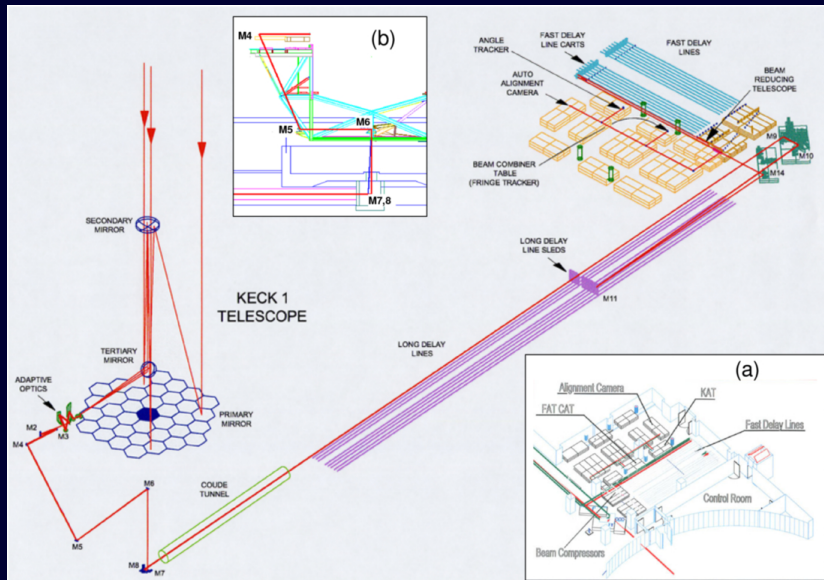 M4
(b)
M5
M6
M7,8
FAST DELAY
LINE CARTS
FAST DELAY
LINES
ANGLE
TRACKER
AUTO
ALIGNMENT
CAMERA
BEAM
REDUCING
TELESCOPE
M9
M10
M14
BEAM COMBINER
TABLE
(FRINGE TRACKER)
SECONDARY
MIRROR
LONG DELAY
LINE SLEDS
M11
KECK 1
TELESCOPE
TERTIARY
MIRROR
LONG DELAY
LINES
ADAPTIVE
OPTICS
PRIMARY
MIRROR
M2
M3
M4
M6
COUDE
TUNNEL
M5
M8
M7
(a)
Alignment Camera
KAT
FAT CAT
Fast Delay Lines
Control Room
Beam Compressors